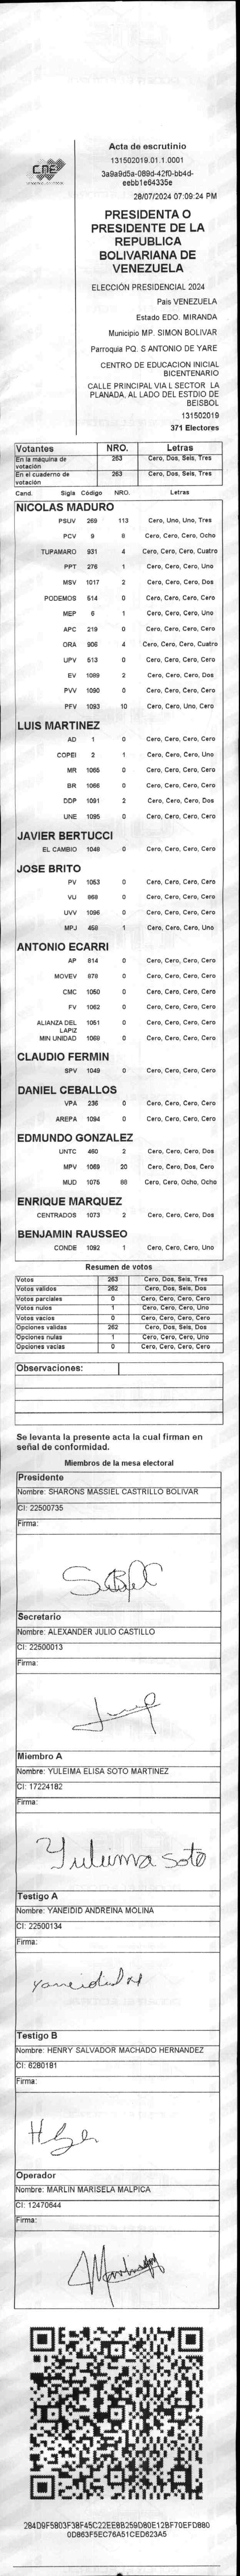 CNE
Acta de escrutinio
131502019.01.1.0001
3a9a9d5a-089d-42f0-bb4d-
eebb1e64335e
28/07/2024 07:09:24 PM
PRESIDENTA O
PRESIDENTE DE LA
REPUBLICA
BOLIVARIANA DE
VENEZUELA
ELECCIÓN PRESIDENCIAL 2024
Pais VENEZUELA
Estado EDO. MIRANDA
Municipio MP. SIMON BOLIVAR
Parroquia PQ. S ANTONIO DE YARE
CENTRO DE EDUCACION INICIAL
BICENTENARIO
CALLE PRINCIPAL VIA L SECTOR LA
PLANADA, AL LADO DEL ESTDIO DE
BEISBOL
131502019
371 Electores
Votantes NRO. Letras
En la máquina de votación 263 Cero, Dos, Seis, Tres
En el cuaderno de votación 263 Cero, Dos, Seis, Tres
Cand. Sigla Código NRO. Letras
NICOLAS MADURO
PSUV 269 113 Cero, Uno, Uno, Tres
PCV 9 8 Cero, Cero, Cero, Ocho
TUPAMARO 931 4 Cero, Cero, Cero, Cuatro
PPT 276 1 Cero, Cero, Cero, Uno
MSV 1017 2 Cero, Cero, Cero, Dos
PODEMOS 514 0 Cero, Cero, Cero, Cero
MEP 6 1 Cero, Cero, Cero, Uno
APC 219 0 Cero, Cero, Cero, Cero
ORA 906 4 Cero, Cero, Cero, Cuatro
UPV 513 0 Cero, Cero, Cero, Cero
EV 1089 2 Cero, Cero, Cero, Dos
PVV 1090 0 Cero, Cero, Cero, Cero
PFV 1093 10 Cero, Cero, Uno, Cero
LUIS MARTINEZ
AD 1 0 Cero, Cero, Cero, Cero
COPEI 2 1 Cero, Cero, Cero, Uno
MR 1065 0 Cero, Cero, Cero, Cero
BR 1066 0 Cero, Cero, Cero, Cero
DDP 1091 2 Cero, Cero, Cero, Dos
UNE 1095 0 Cero, Cero, Cero, Cero
JAVIER BERTUCCI
EL CAMBIO 1048 0 Cero, Cero, Cero, Cero
JOSE BRITO
PV 1053 0 Cero, Cero, Cero, Cero
VU 968 0 Cero, Cero, Cero, Cero
UVV 1096 0 Cero, Cero, Cero, Cero
MPJ 458 1 Cero, Cero, Cero, Uno
ANTONIO ECARRI
AP 814 0 Cero, Cero, Cero, Cero
MOVEV 878 0 Cero, Cero, Cero, Cero
CMC 1050 0 Cero, Cero, Cero, Cero
FV 1062 0 Cero, Cero, Cero, Cero
ALIANZA DEL LAPIZ 1051 0 Cero, Cero, Cero, Cero
MIN UNIDAD 1068 0 Cero, Cero, Cero, Cero
CLAUDIO FERMIN
SPV 1049 0 Cero, Cero, Cero, Cero
DANIEL CEBALLOS
VPA 236 0 Cero, Cero, Cero, Cero
AREPA 1094 0 Cero, Cero, Cero, Cero
EDMUNDO GONZALEZ
UNTC 460 2 Cero, Cero, Cero, Dos
MPV 1069 20 Cero, Cero, Dos, Cero
MUD 1075 88 Cero, Cero, Ocho, Ocho
ENRIQUE MARQUEZ
CENTRADOS 1073 2 Cero, Cero, Cero, Dos
BENJAMIN RAUSSEO
CONDE 1092 1 Cero, Cero, Cero, Uno
Resumen de votos
Votos 263 Cero, Dos, Seis, Tres
Votos validos 262 Cero, Dos, Seis, Dos
Votos parciales 0 Cero, Cero, Cero, Cero
Votos nulos 1 Cero, Cero, Cero, Uno
Votos vacios 0 Cero, Cero, Cero, Cero
Opciones validas 262 Cero, Dos, Seis, Dos
Opciones nulas 1 Cero, Cero, Cero, Uno
Opciones vacias 0 Cero, Cero, Cero, Cero
Observaciones:
Se levanta la presente acta la cual firman en
señal de conformidad.
Miembros de la mesa electoral
Presidente
Nombre: SHARONS MASSIEL CASTRILLO BOLIVAR
CI: 22500735
Firma:
Secretario
Nombre: ALEXANDER JULIO CASTILLO
CI: 22500013
Firma:
Miembro A
Nombre: YULEIMA ELISA SOTO MARTINEZ
CI: 17224182
Firma:
Yuleima Soto
Testigo A
Nombre: YANEIDID ANDREINA MOLINA
CI: 22500134
Firma:
Testigo B
Nombre: HENRY SALVADOR MACHADO HERNANDEZ
CI: 6280181
Firma:
Operador
Nombre: MARLIN MARISELA MALPICA
CI: 12470644
Firma:
284D9F5803F38F45C22EE8B259D80E12BF70EFD880
0D863F5EC76A51CED623A5